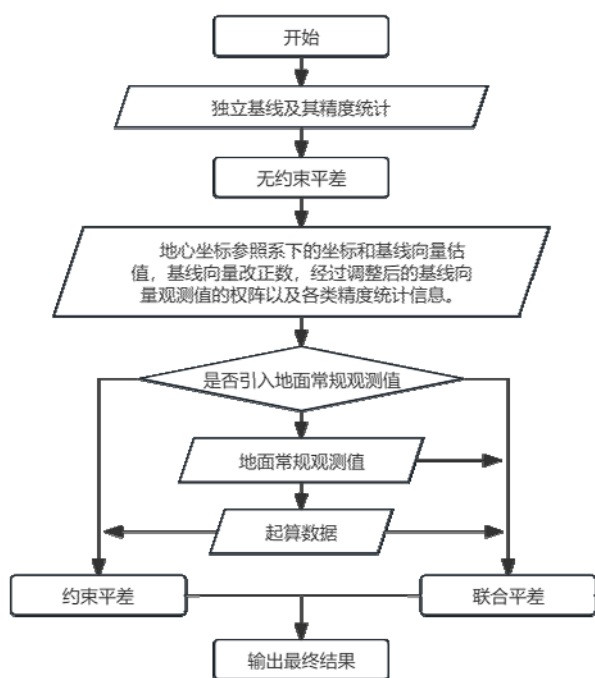 开始
独立基线及其精度统计
无约束平差
地心坐标参照系下的坐标和基线向量估
值，基线向量改正数，经过调整后的基线向
量观测值的权阵以及各类精度统计信息。
是否引入地面常规观测值
地面常规观测值
起算数据
约束平差
联合平差
输出最终结果